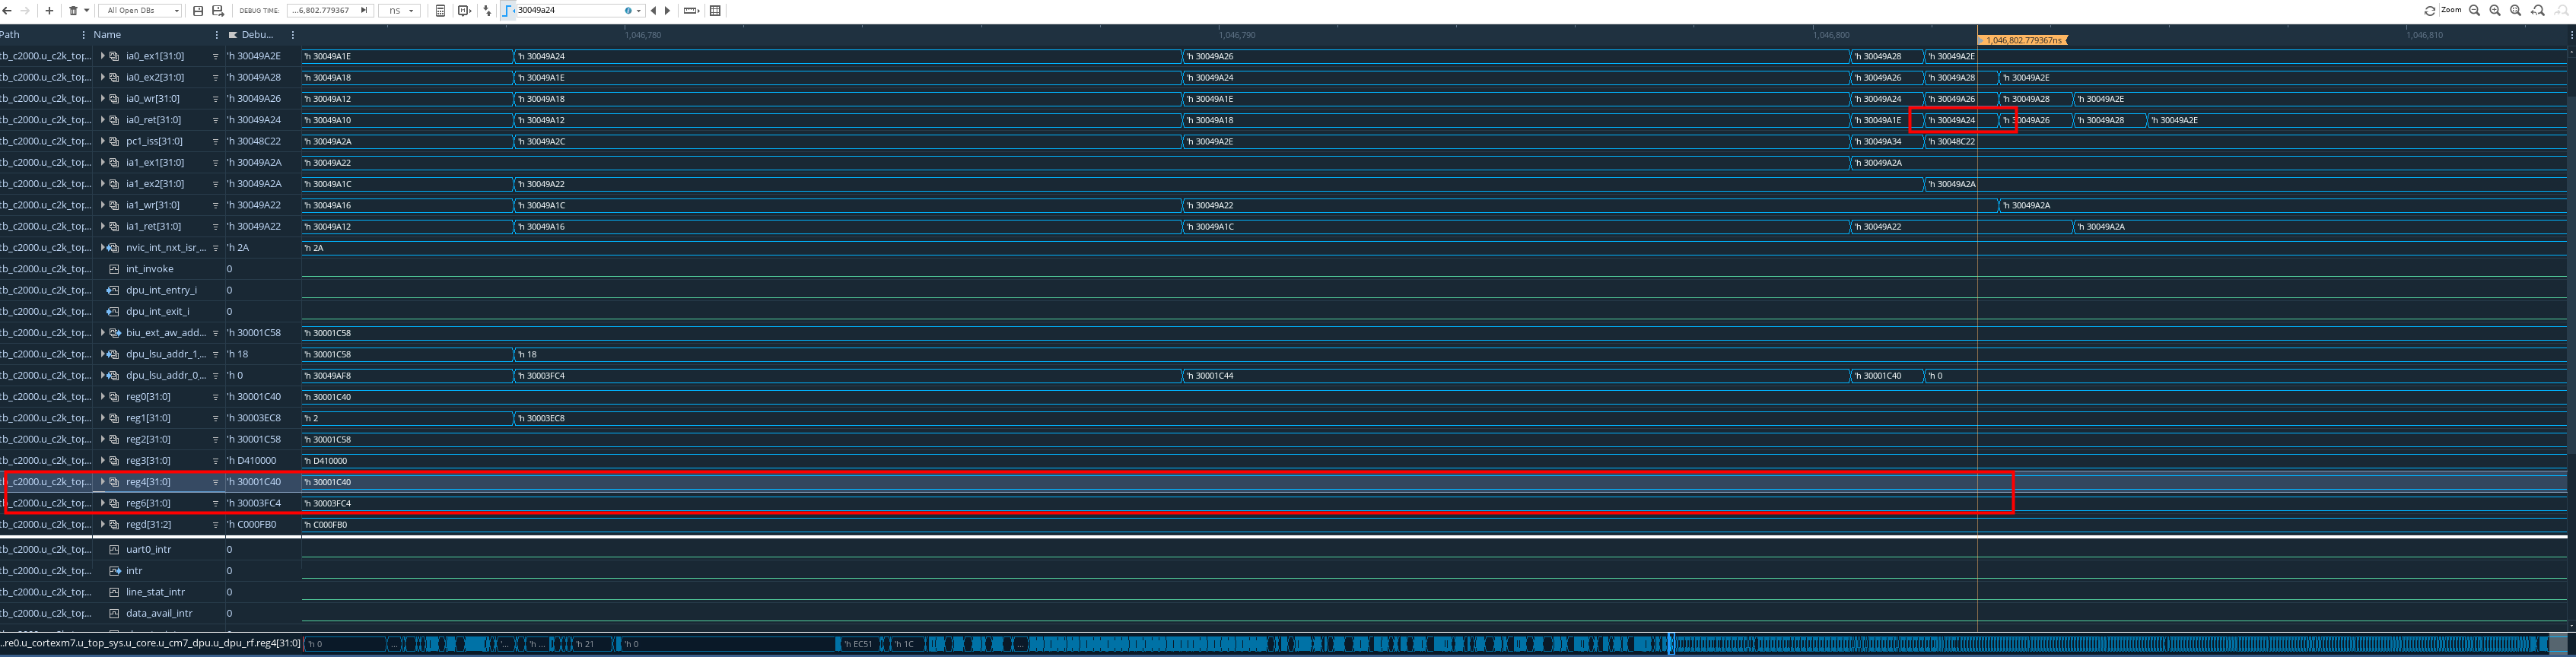 All Open DBs DEBUG TIME: ...6,802.779367 ns 30049a24 Zoom
Path Name Debu... 1,046,780 1,046,790 1,046,800 1,046,802.779367ns 1,046,810
tb_c2000.u_c2k_top... ia0_ex1[31:0] 'h 30049A2E 'h 30049A1E 'h 30049A24 'h 30049A26 'h 30049A28 'h 30049A2E
tb_c2000.u_c2k_top... ia0_ex2[31:0] 'h 30049A28 'h 30049A18 'h 30049A1E 'h 30049A24 'h 30049A26 'h 30049A28 'h 30049A2E
tb_c2000.u_c2k_top... ia0_wr[31:0] 'h 30049A26 'h 30049A12 'h 30049A18 'h 30049A1E 'h 30049A24 'h 30049A26 'h 30049A28 'h 30049A2E
tb_c2000.u_c2k_top... ia0_ret[31:0] 'h 30049A24 'h 30049A10 'h 30049A12 'h 30049A18 'h 30049A1E 'h 30049A24 'h 30049A26 'h 30049A28 'h 30049A2E
tb_c2000.u_c2k_top... pc1_iss[31:0] 'h 30048C22 'h 30049A2A 'h 30049A2C 'h 30049A2E 'h 30049A34 'h 30048C22
tb_c2000.u_c2k_top... ia1_ex1[31:0] 'h 30049A2A 'h 30049A22 'h 30049A2A
tb_c2000.u_c2k_top... ia1_ex2[31:0] 'h 30049A2A 'h 30049A1C 'h 30049A22 'h 30049A2A
tb_c2000.u_c2k_top... ia1_wr[31:0] 'h 30049A22 'h 30049A16 'h 30049A1C 'h 30049A22 'h 30049A2A
tb_c2000.u_c2k_top... ia1_ret[31:0] 'h 30049A22 'h 30049A12 'h 30049A16 'h 30049A1C 'h 30049A22 'h 30049A2A
tb_c2000.u_c2k_top... nvic_int_nxt_isr_... 'h 2A 'h 2A
tb_c2000.u_c2k_top... int_invoke 0
tb_c2000.u_c2k_top... dpu_int_entry_i 0
tb_c2000.u_c2k_top... dpu_int_exit_i 0
tb_c2000.u_c2k_top... biu_ext_aw_add... 'h 30001C58 'h 30001C58
tb_c2000.u_c2k_top... dpu_lsu_addr_1_... 'h 18 'h 30001C58 'h 18
tb_c2000.u_c2k_top... dpu_lsu_addr_0_... 'h 0 'h 30049AF8 'h 30003FC4 'h 30001C44 'h 30001C40 'h 0
tb_c2000.u_c2k_top... reg0[31:0] 'h 30001C40 'h 30001C40
tb_c2000.u_c2k_top... reg1[31:0] 'h 30003EC8 'h 2 'h 30003EC8
tb_c2000.u_c2k_top... reg2[31:0] 'h 30001C58 'h 30001C58
tb_c2000.u_c2k_top... reg3[31:0] 'h D410000 'h D410000
tb_c2000.u_c2k_top... reg4[31:0] 'h 30001C40 'h 30001C40
tb_c2000.u_c2k_top... reg6[31:0] 'h 30003FC4 'h 30003FC4
tb_c2000.u_c2k_top... regd[31:2] 'h C000FB0 'h C000FB0
tb_c2000.u_c2k_top... uart0_intr 0
tb_c2000.u_c2k_top... intr 0
tb_c2000.u_c2k_top... line_stat_intr 0
tb_c2000.u_c2k_top... data_avail_intr 0
...re0.u_cortexm7.u_top_sys.u_core.u_cm7_dpu.u_dpu_rf.reg4[31:0] 'h 0 ... '... 'h ... 'h 21 'h 0 'h EC51 'h 1C ...